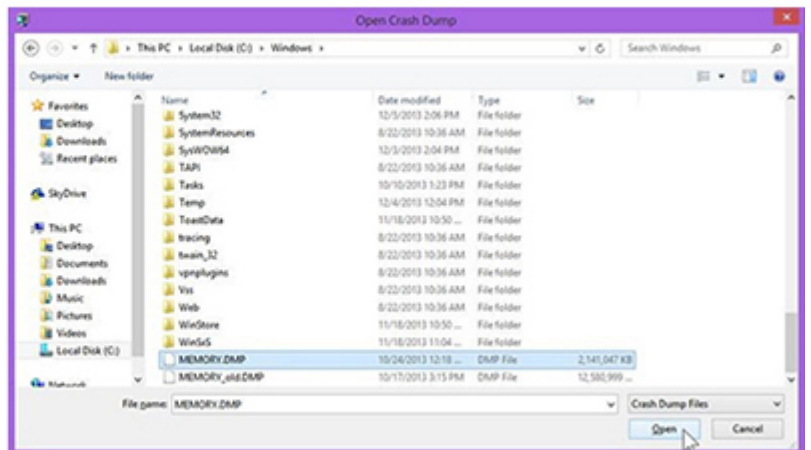 Open Crash Dump
This PC › Local Disk (C:) › Windows ›
Search Windows
Organize
New folder
Favorites
Desktop
Downloads
Recent places
SkyDrive
This PC
Desktop
Documents
Downloads
Music
Pictures
Videos
Local Disk (C:)
Network
Name Date modified Type Size
System32 12/3/2013 2:06 PM File folder
SystemResources 8/22/2013 10:36 AM File folder
SysWOW64 12/3/2013 2:04 PM File folder
TAPI 8/22/2013 10:36 AM File folder
Tasks 10/10/2013 1:23 PM File folder
Temp 12/4/2013 12:04 PM File folder
ToastData 11/18/2013 10:50 ... File folder
tracing 8/22/2013 10:36 AM File folder
twain_32 8/22/2013 10:36 AM File folder
vpnplugins 8/22/2013 10:36 AM File folder
Vss 8/22/2013 10:36 AM File folder
Web 8/22/2013 10:36 AM File folder
WinStore 11/18/2013 10:50 ... File folder
WinSxS 11/18/2013 11:04 ... File folder
MEMORY.DMP 10/24/2013 12:18 ... DMP File 2,141,047 KB
MEMORY_old.DMP 10/17/2013 3:15 PM DMP File 12,580,999 ...
File name: MEMORY.DMP
Crash Dump Files
Open
Cancel